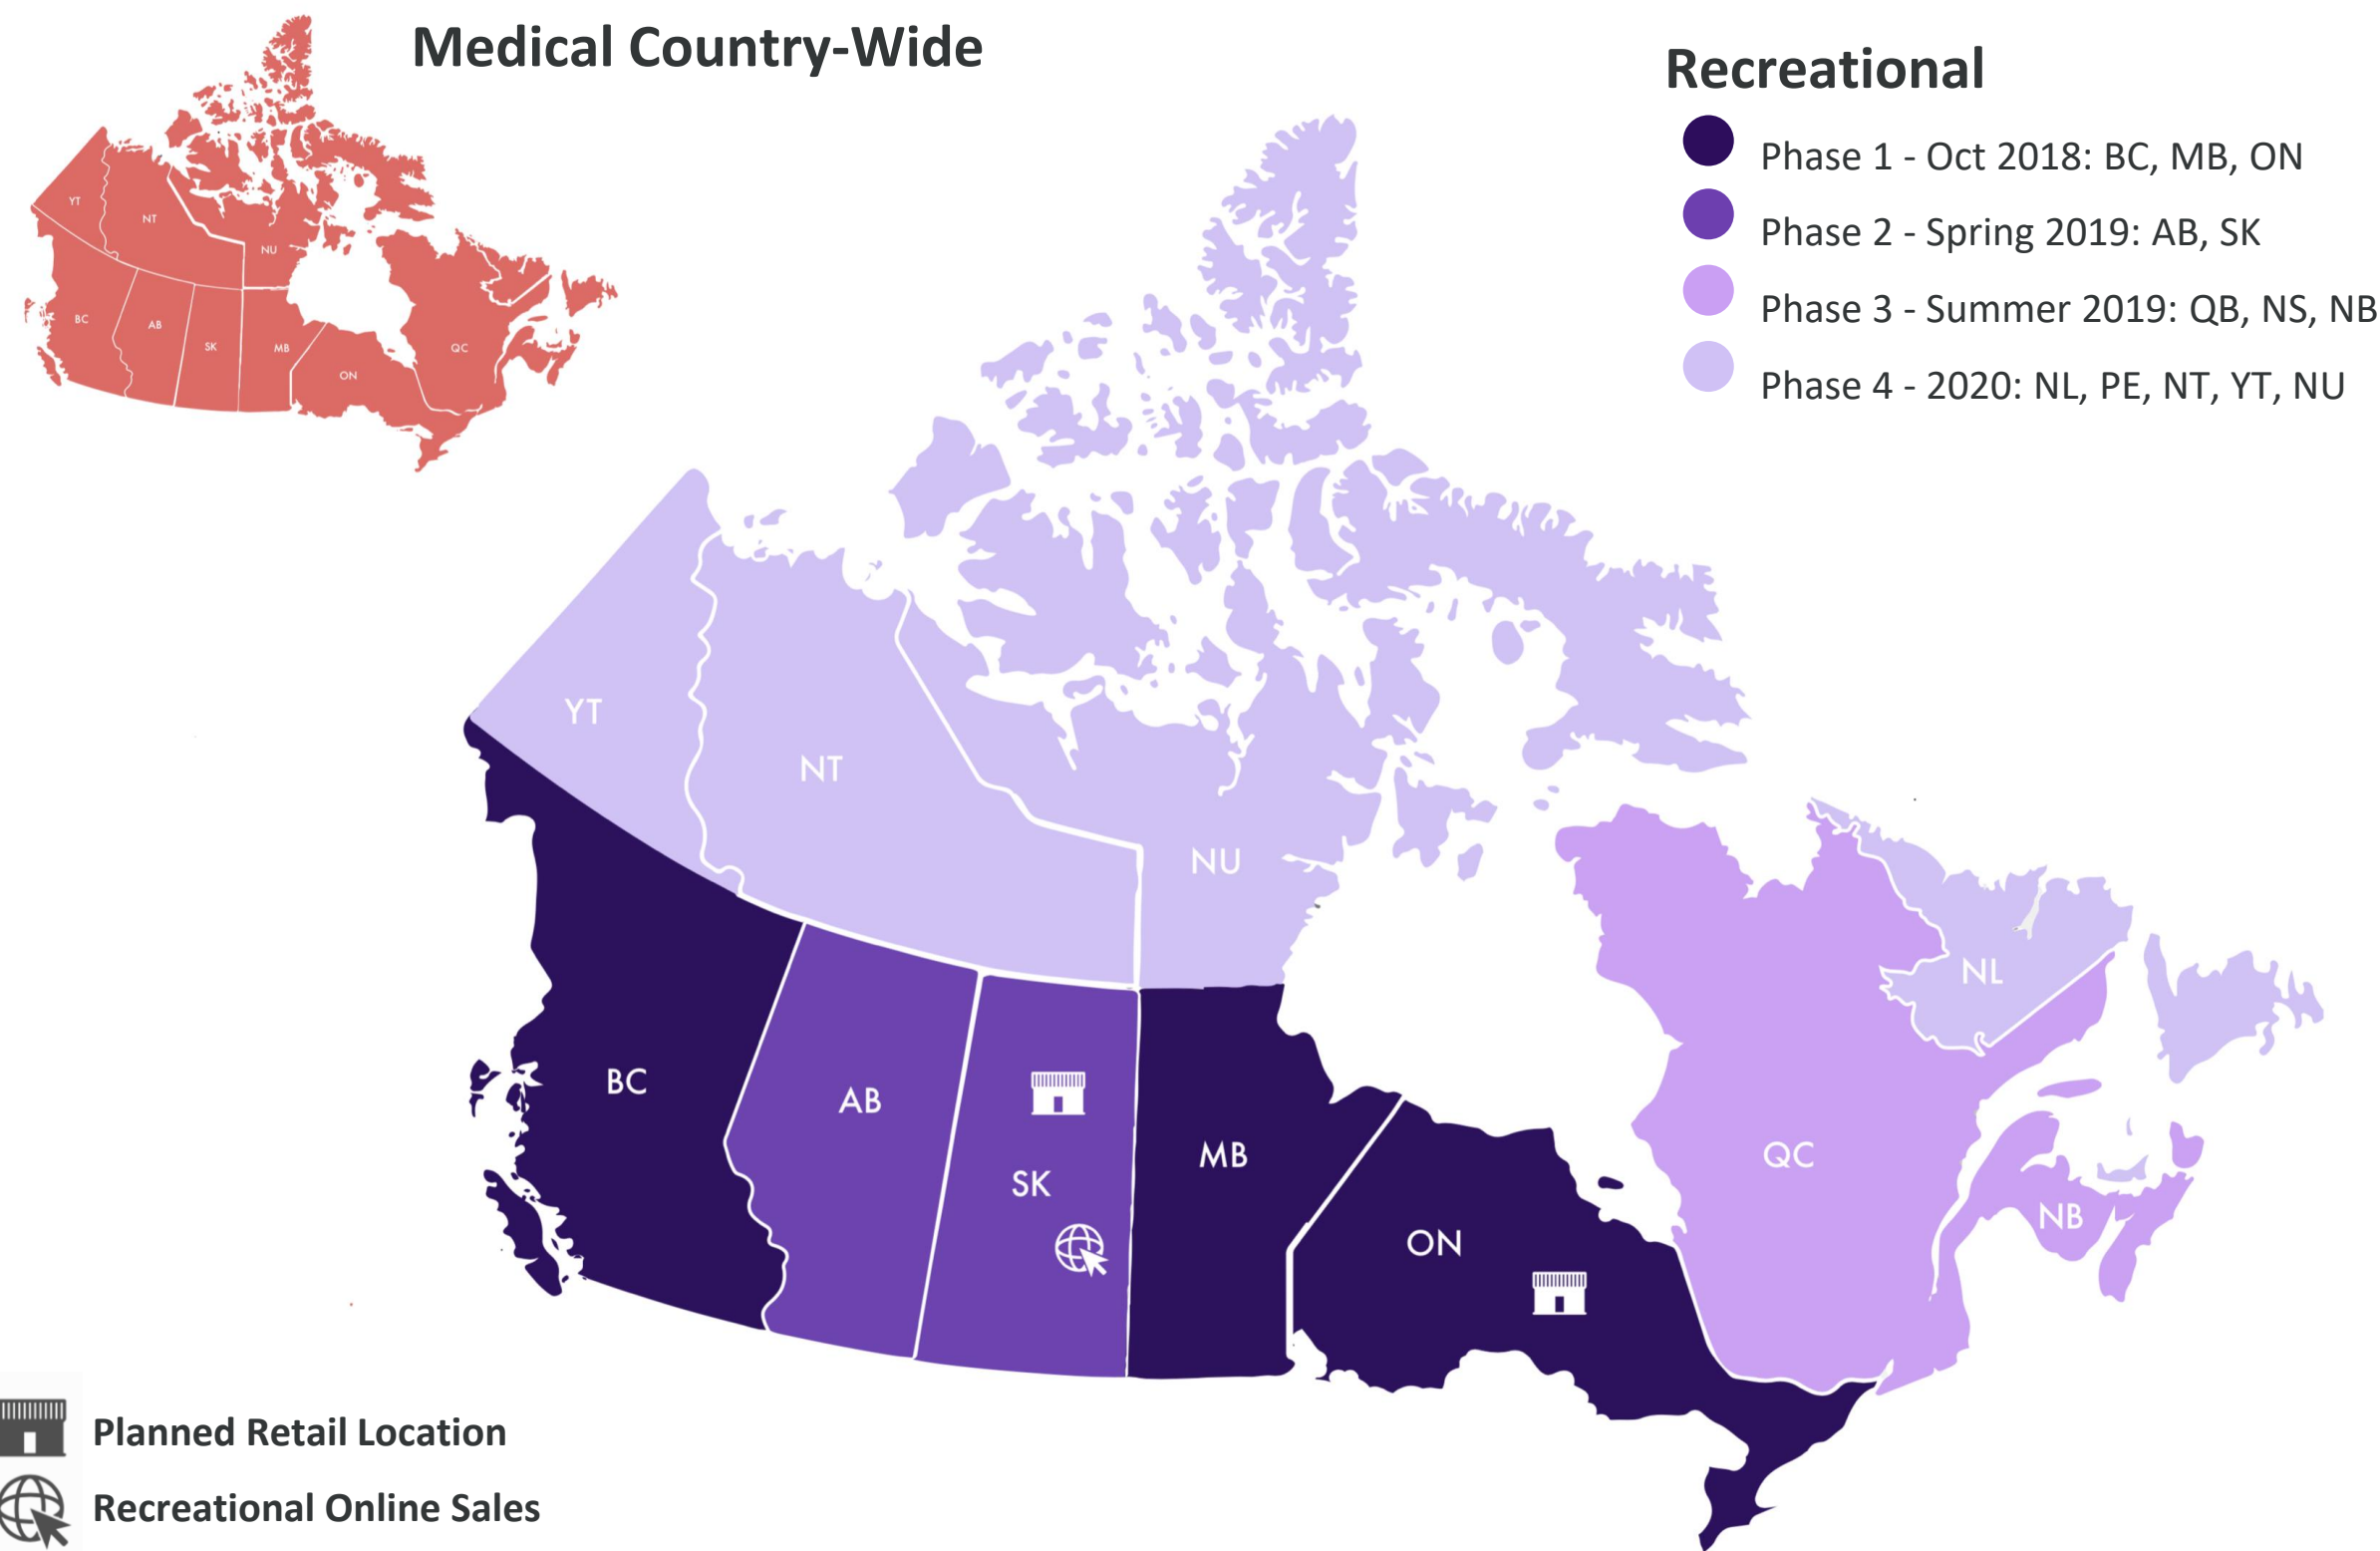 Medical Country-Wide
Recreational
Phase 1 - Oct 2018: BC, MB, ON
Phase 2 - Spring 2019: AB, SK
Phase 3 - Summer 2019: QB, NS, NB
Phase 4 - 2020: NL, PE, NT, YT, NU
YT
NT
NU
BC
AB
SK
MB
ON
QC
YT
NT
NU
BC
AB
SK
MB
ON
QC
NL
NB
Planned Retail Location
Recreational Online Sales